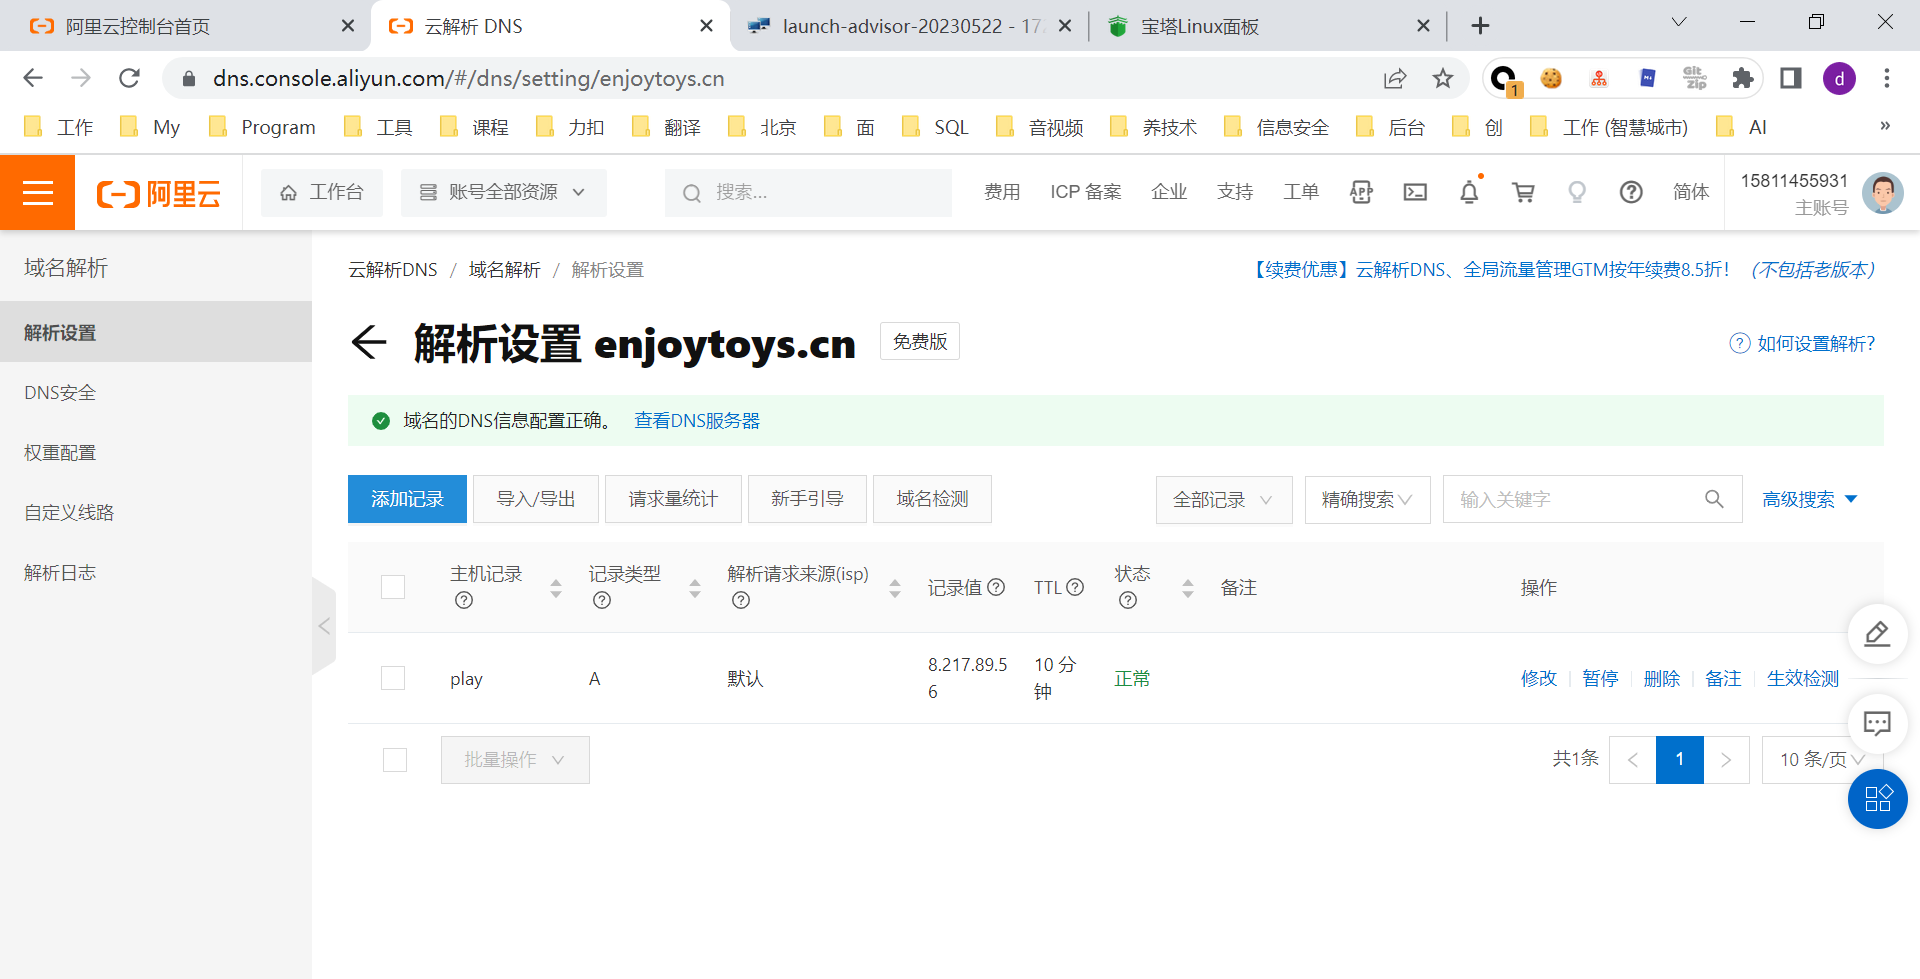 阿里云控制台首页
云解析 DNS
launch-advisor-20230522 - 17
宝塔Linux面板
dns.console.aliyun.com/#/dns/setting/enjoytoys.cn
1
Git
Zip
d
工作 My Program 工具 课程 力扣 翻译 北京 面 SQL 音视频 养技术 信息安全 后台 创 工作 (智慧城市) AI »
阿里云
工作台
账号全部资源
搜索...
费用 ICP 备案 企业 支持 工单 APP 简体
15811455931
主账号
域名解析
解析设置
DNS安全
权重配置
自定义线路
解析日志
云解析DNS / 域名解析 / 解析设置
【续费优惠】云解析DNS、全局流量管理GTM按年续费8.5折！（不包括老版本）
解析设置 enjoytoys.cn 免费版
如何设置解析?
域名的DNS信息配置正确。 查看DNS服务器
添加记录 导入/导出 请求量统计 新手引导 域名检测 全部记录 精确搜索 输入关键字 高级搜索
主机记录 记录类型 解析请求来源(isp) 记录值 TTL 状态 备注 操作
play A 默认 8.217.89.5
6 10 分
钟 正常 修改 暂停 删除 备注 生效检测
批量操作 共1条 < 1 > 10 条/页